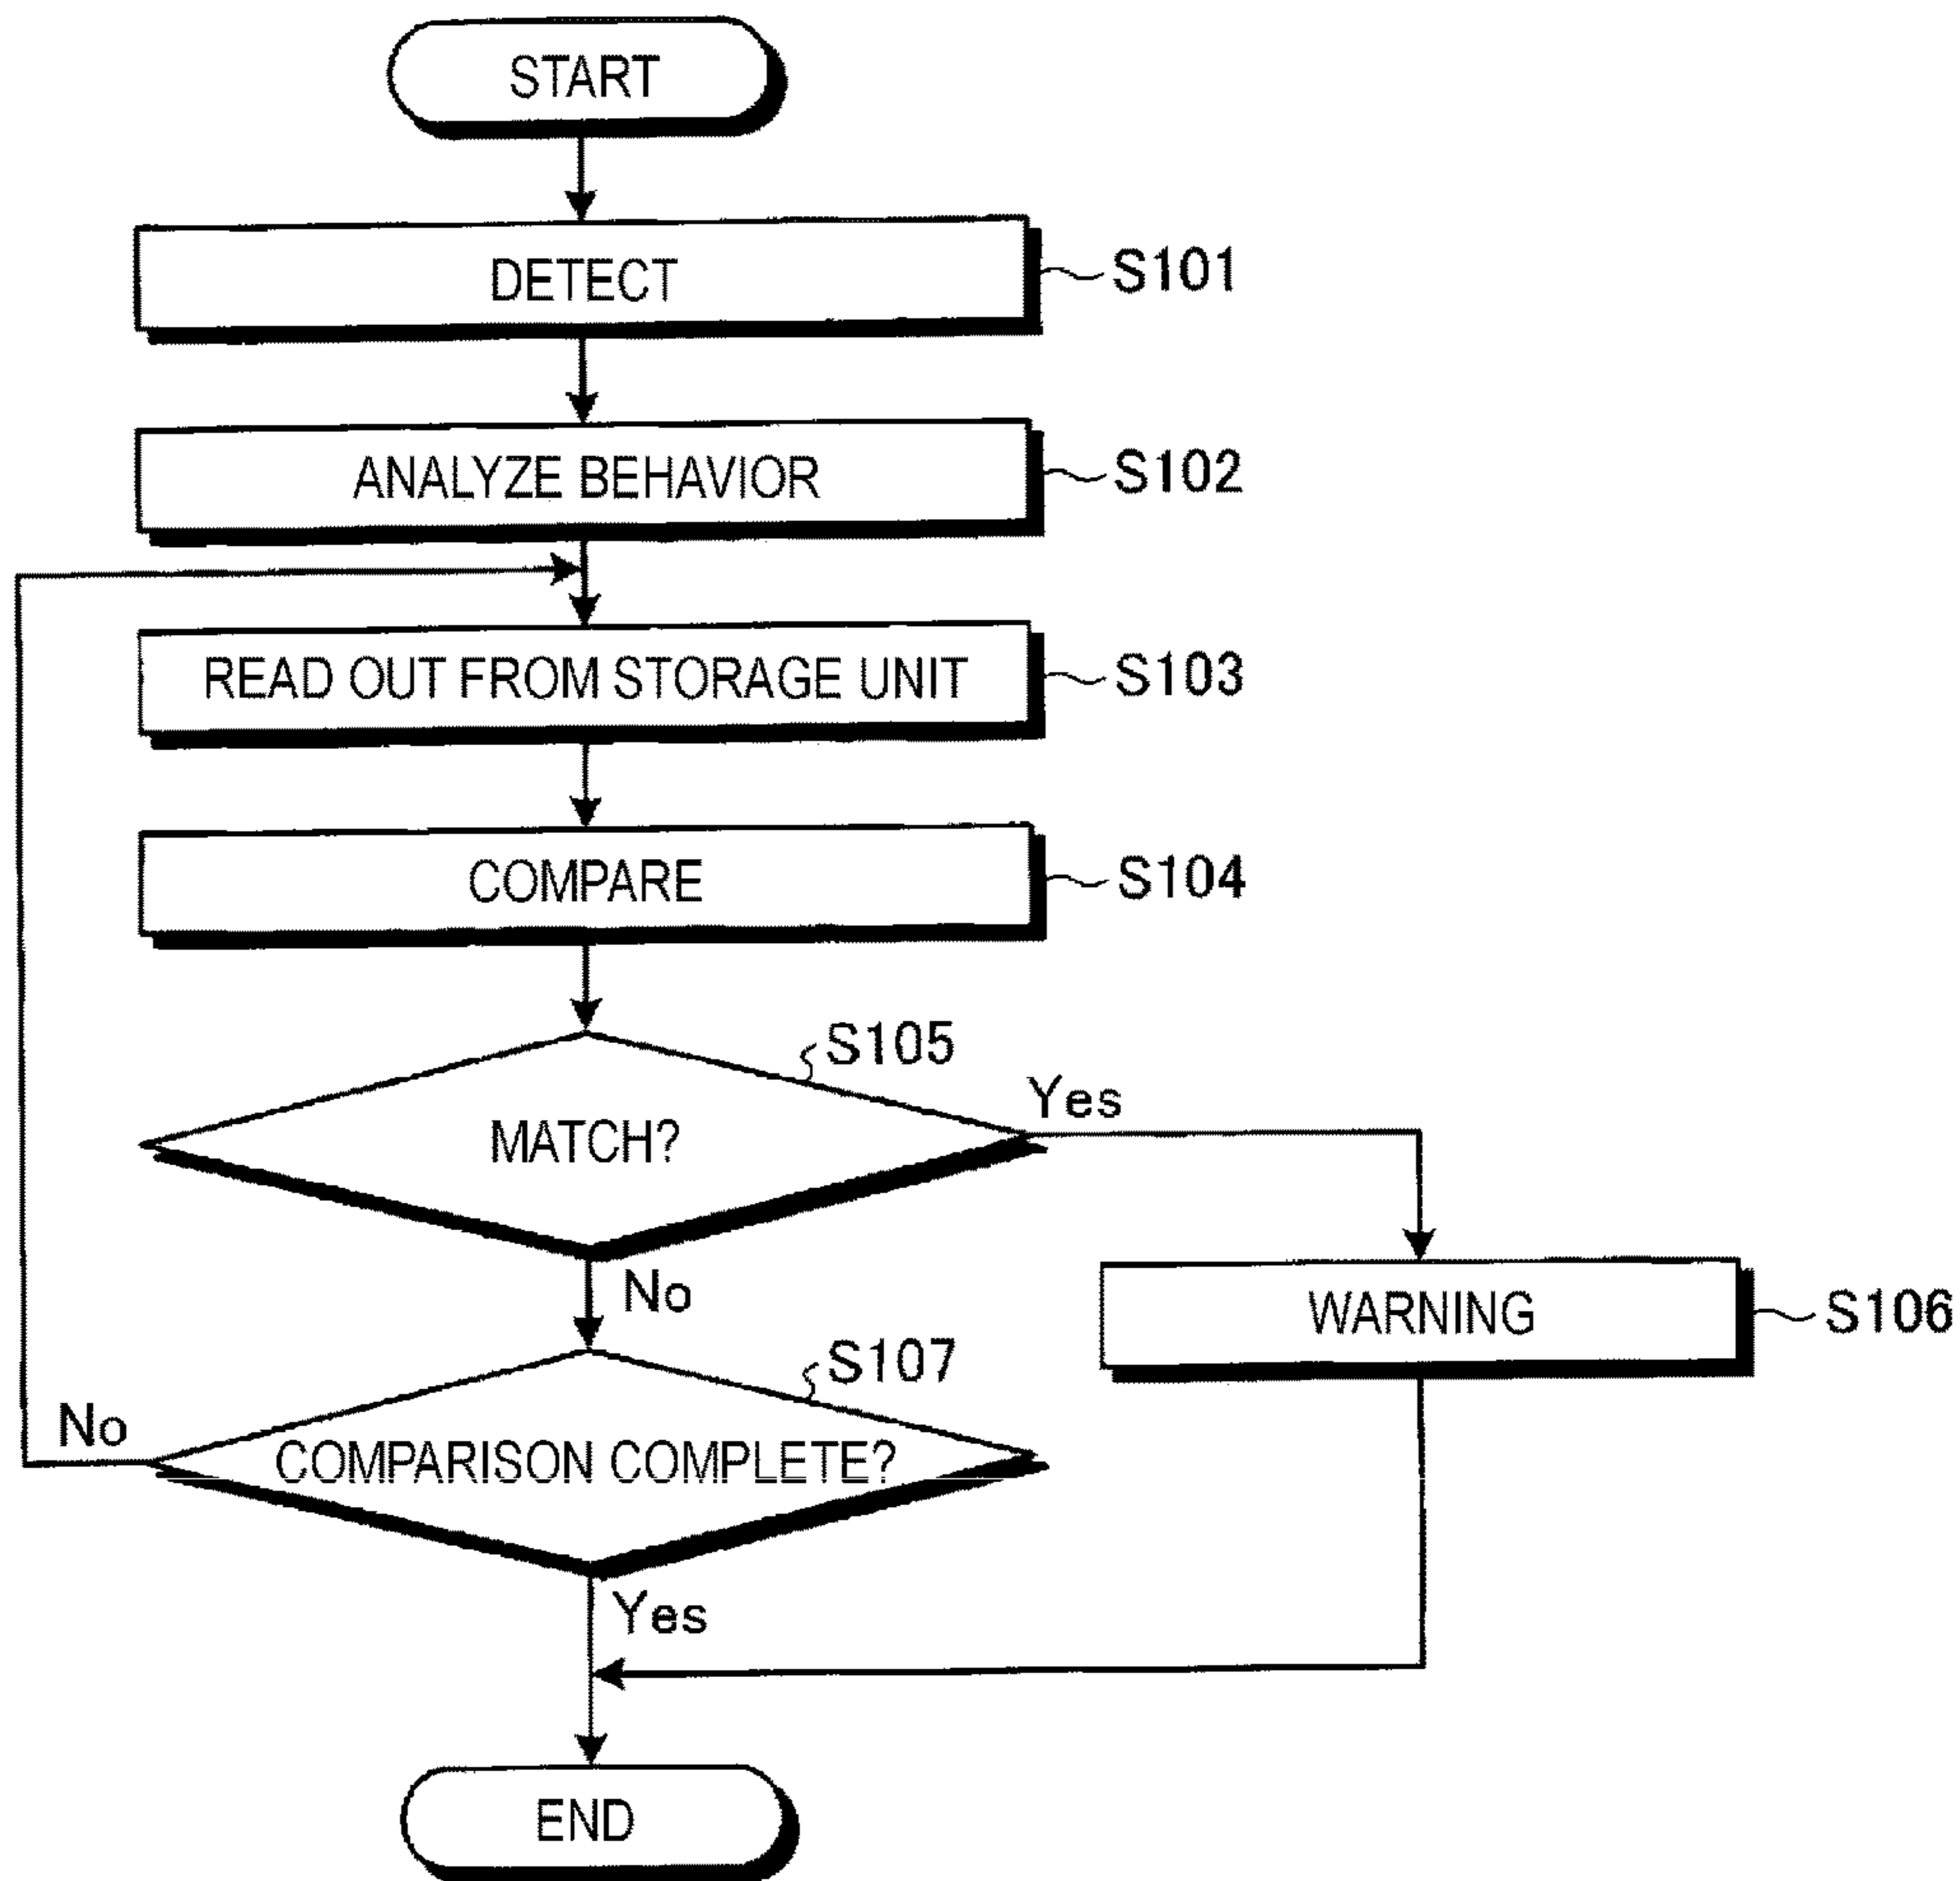 START
DETECT
S101
ANALYZE BEHAVIOR
S102
READ OUT FROM STORAGE UNIT
S103
COMPARE
S104
S105
MATCH?
Yes
No
WARNING
S106
S107
COMPARISON COMPLETE?
No
Yes
END